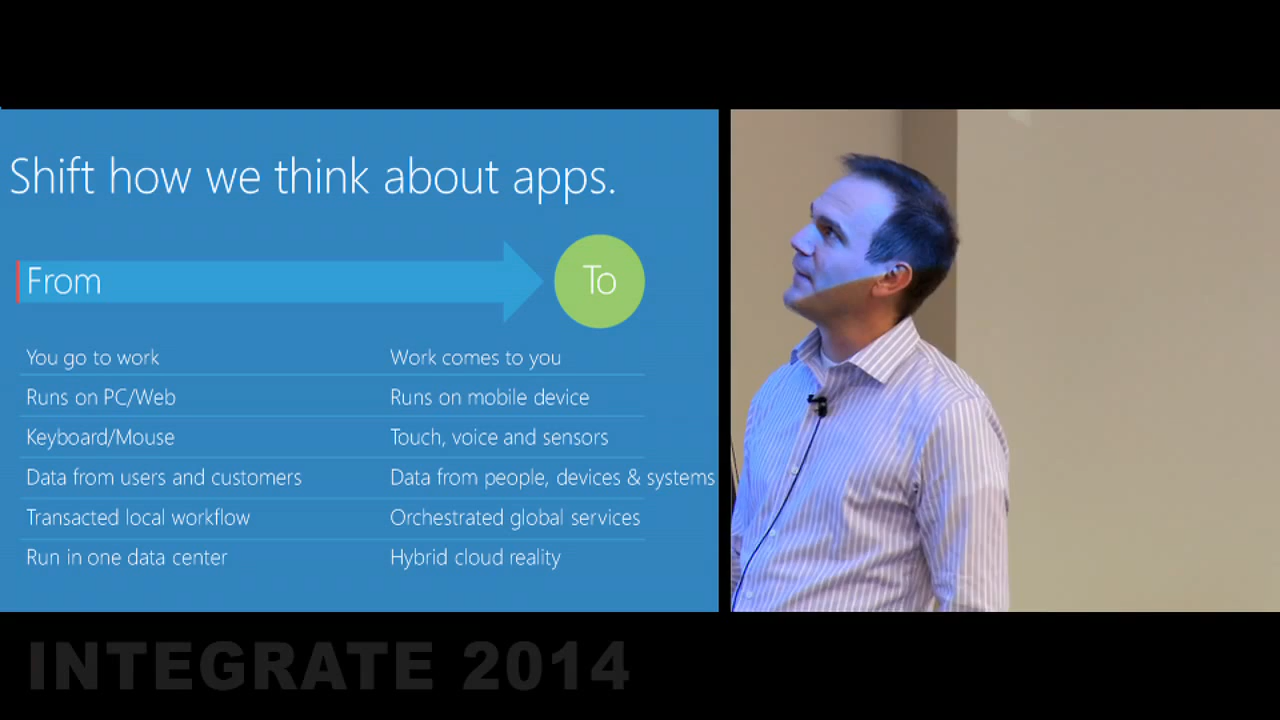 Shift how we think about apps.
From
To
You go to work
Work comes to you
Runs on PC/Web
Runs on mobile device
Keyboard/Mouse
Touch, voice and sensors
Data from users and customers
Data from people, devices & systems
Transacted local workflow
Orchestrated global services
Run in one data center
Hybrid cloud reality
INTEGRATE 2014